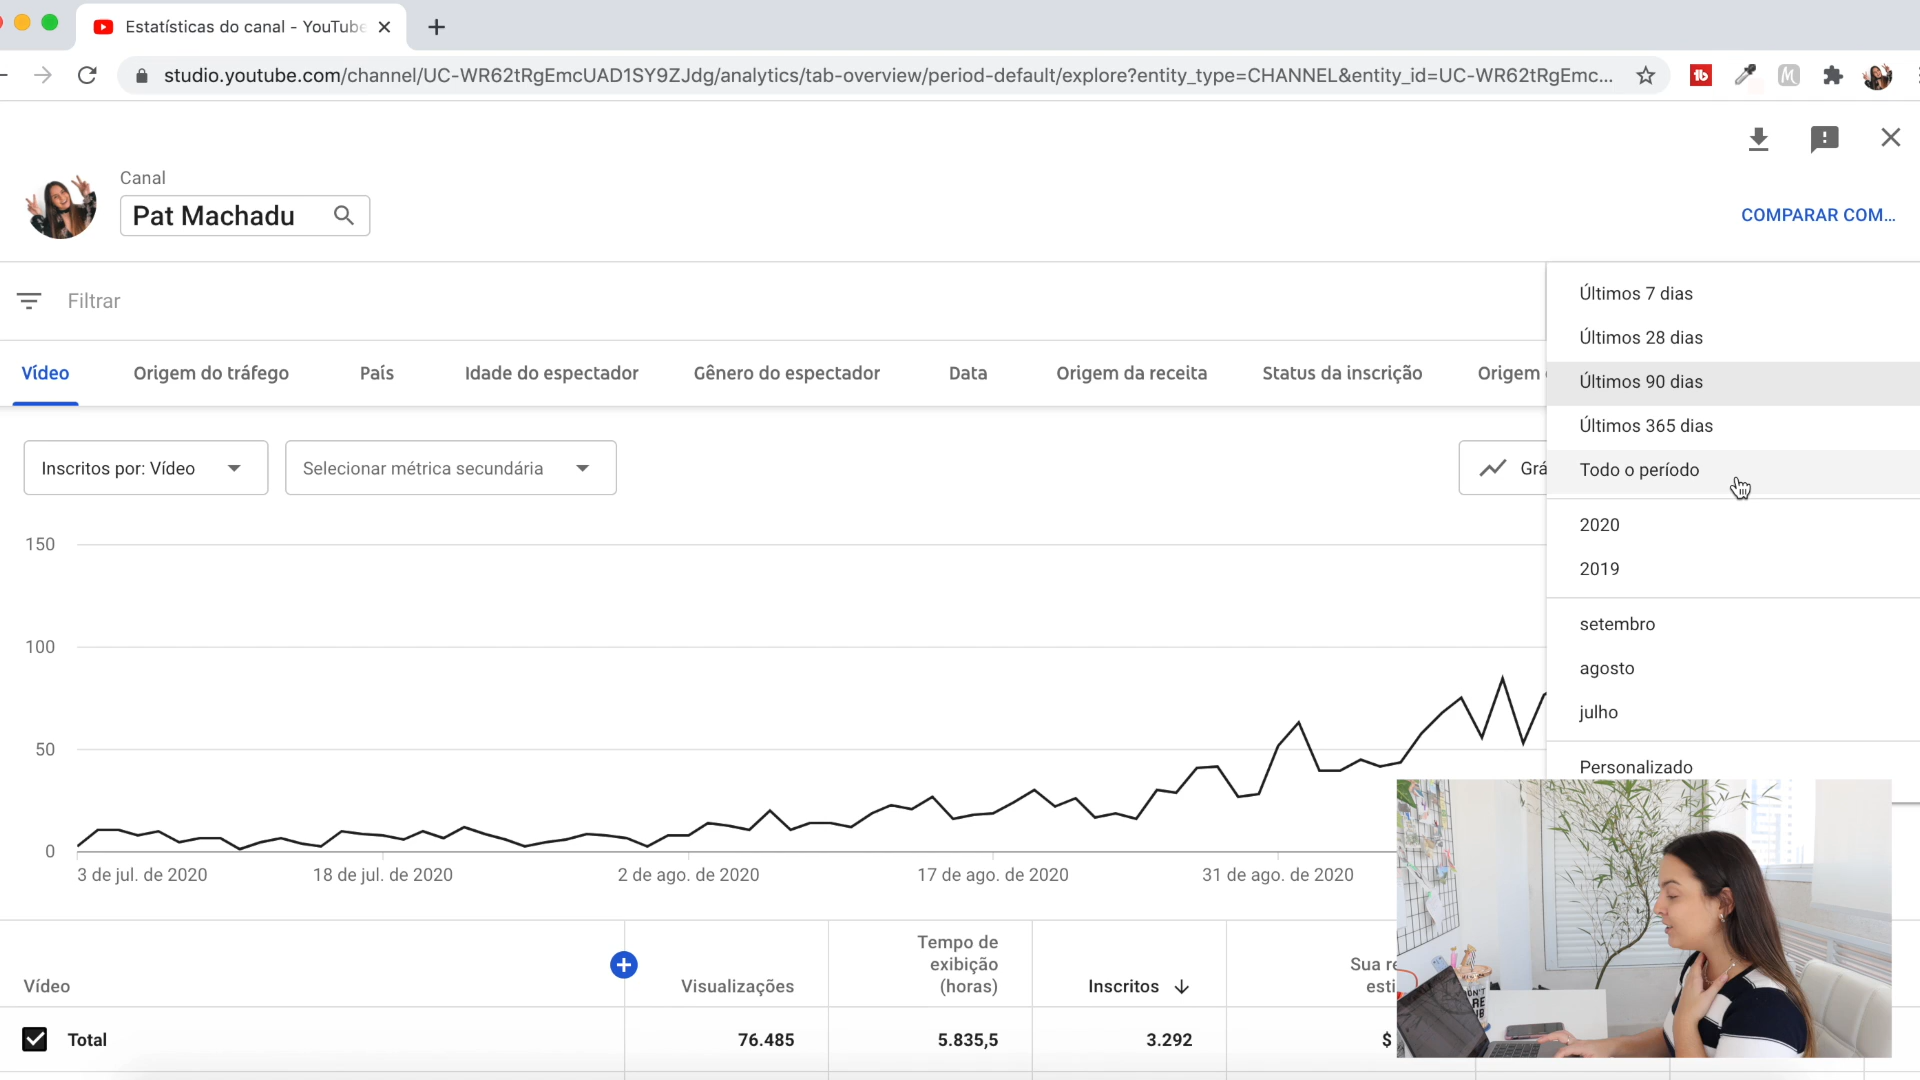 Estatísticas do canal - YouTube
studio.youtube.com/channel/UC-WR62tRgEmcUAD1SY9ZJdg/analytics/tab-overview/period-default/explore?entity_type=CHANNEL&entity_id=UC-WR62tRgEmc...
Canal
Pat Machadu
COMPARAR COM...
Filtrar
Vídeo
Origem do tráfego
País
Idade do espectador
Gênero do espectador
Data
Origem da receita
Status da inscrição
Origem
Inscritos por: Vídeo
Selecionar métrica secundária
Grá
Últimos 7 dias
Últimos 28 dias
Últimos 90 dias
Últimos 365 dias
Todo o período
2020
2019
setembro
agosto
julho
Personalizado
150
100
50
0
3 de jul. de 2020
18 de jul. de 2020
2 de ago. de 2020
17 de ago. de 2020
31 de ago. de 2020
Vídeo
Visualizações
Tempo de
exibição
(horas)
Inscritos
Sua re
esti
Total
76.485
5.835,5
3.292
$